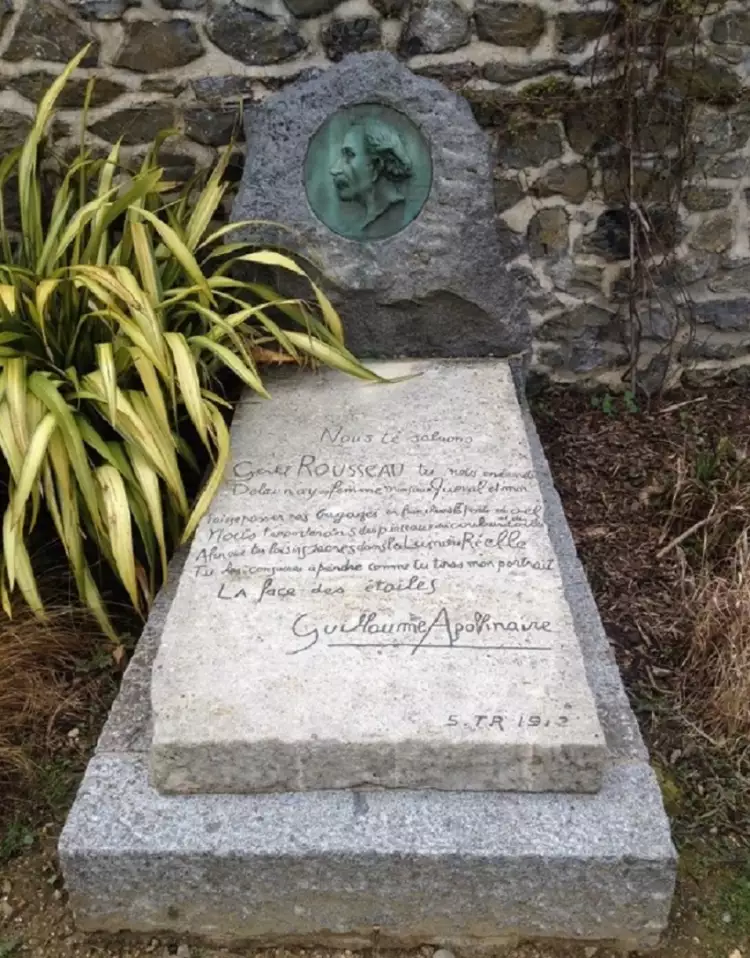 Nous te saluons
Gentil ROUSSEAU tu nous entends
Delaunay sa femme monsieur Queval et moi
Laisse passer nos bagages en franchise à la porte du ciel
Nous t'apporterons des pinceaux des couleurs des toiles
Afin que tes loisirs sacrés dans la Lumière Réelle
Tu les consacres à peindre comme tu tiras mon portrait
LA face des étoiles
Guillaume Apollinaire